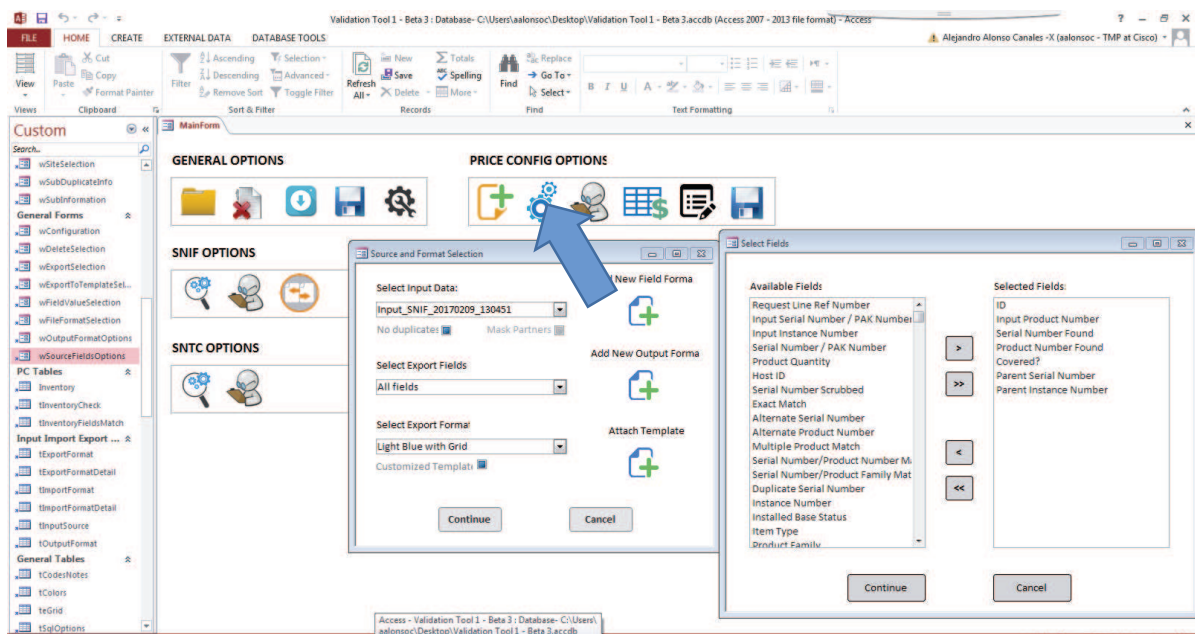 Validation Tool 1 - Beta 3 : Database- C:\Users\aalonsoc\Desktop\Validation Tool 1 - Beta 3.accdb (Access 2007 - 2013 file format) - Access
FILE HOME CREATE EXTERNAL DATA DATABASE TOOLS
Alejandro Alonso Canales -X (aalonsoc - TMP at Cisco)
View
Views
Paste
Cut
Copy
Format Painter
Clipboard
Filter
Ascending
Descending
Remove Sort
Selection
Advanced
Toggle Filter
Sort & Filter
Refresh All
New
Save
Delete
Totals
Spelling
More
Records
Find
Replace
Go To
Select
Find
B I U A
Text Formatting
Custom
Search...
wSiteSelection
wSubDuplicateInfo
wSubInformation
General Forms
wConfiguration
wDeleteSelection
wExportSelection
wExportToTemplateSel...
wFieldValueSelection
wFileFormatSelection
wOutputFormatOptions
wSourceFieldsOptions
PC Tables
Inventory
tInventoryCheck
tInventoryFieldsMatch
Input Import Export ...
tExportFormat
tExportFormatDetail
tImportFormat
tImportFormatDetail
tInputSource
tOutputFormat
General Tables
tCodesNotes
tColors
teGrid
tSqlOptions
MainForm
GENERAL OPTIONS
PRICE CONFIG OPTIONS
SNIF OPTIONS
SNTC OPTIONS
Source and Format Selection
Select Input Data:
Input_SNIF_20170209_130451
No duplicates
Mask Partners
Select Export Fields
All fields
Select Export Format
Light Blue with Grid
Customized Templat
New Field Forma
Add New Output Forma
Attach Template
Continue
Cancel
Select Fields
Available Fields
Request Line Ref Number
Input Serial Number / PAK Number
Input Instance Number
Serial Number / PAK Number
Product Quantity
Host ID
Serial Number Scrubbed
Exact Match
Alternate Serial Number
Alternate Product Number
Multiple Product Match
Serial Number/Product Number M
Serial Number/Product Family Mat
Duplicate Serial Number
Instance Number
Installed Base Status
Item Type
Product Family
>
>>
<
<<
Selected Fields:
ID
Input Product Number
Serial Number Found
Product Number Found
Covered?
Parent Serial Number
Parent Instance Number
Continue
Cancel
Access - Validation Tool 1 - Beta 3 : Database- C:\Users\
aalonsoc\Desktop\Validation Tool 1 - Beta 3.accdb